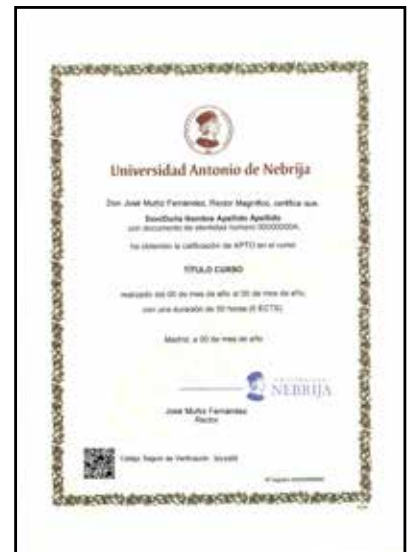 Universidad Antonio de Nebrija
Don José Muñiz Fernández, Rector Magnífico, certifica que:
Don/Doña Nombre Apellido Apellido
con documento de identidad número 00000000A,
ha obtenido la calificación de APTO en el curso
TÍTULO CURSO
realizado del 00 de mes de año al 00 de mes de año,
con una duración de 00 horas (0 ECTS).
Madrid, a 00 de mes de año
UNIVERSIDAD
NEBRIJA
José Muñiz Fernández
Rector
Código Seguro de Verificación:
Nº registro